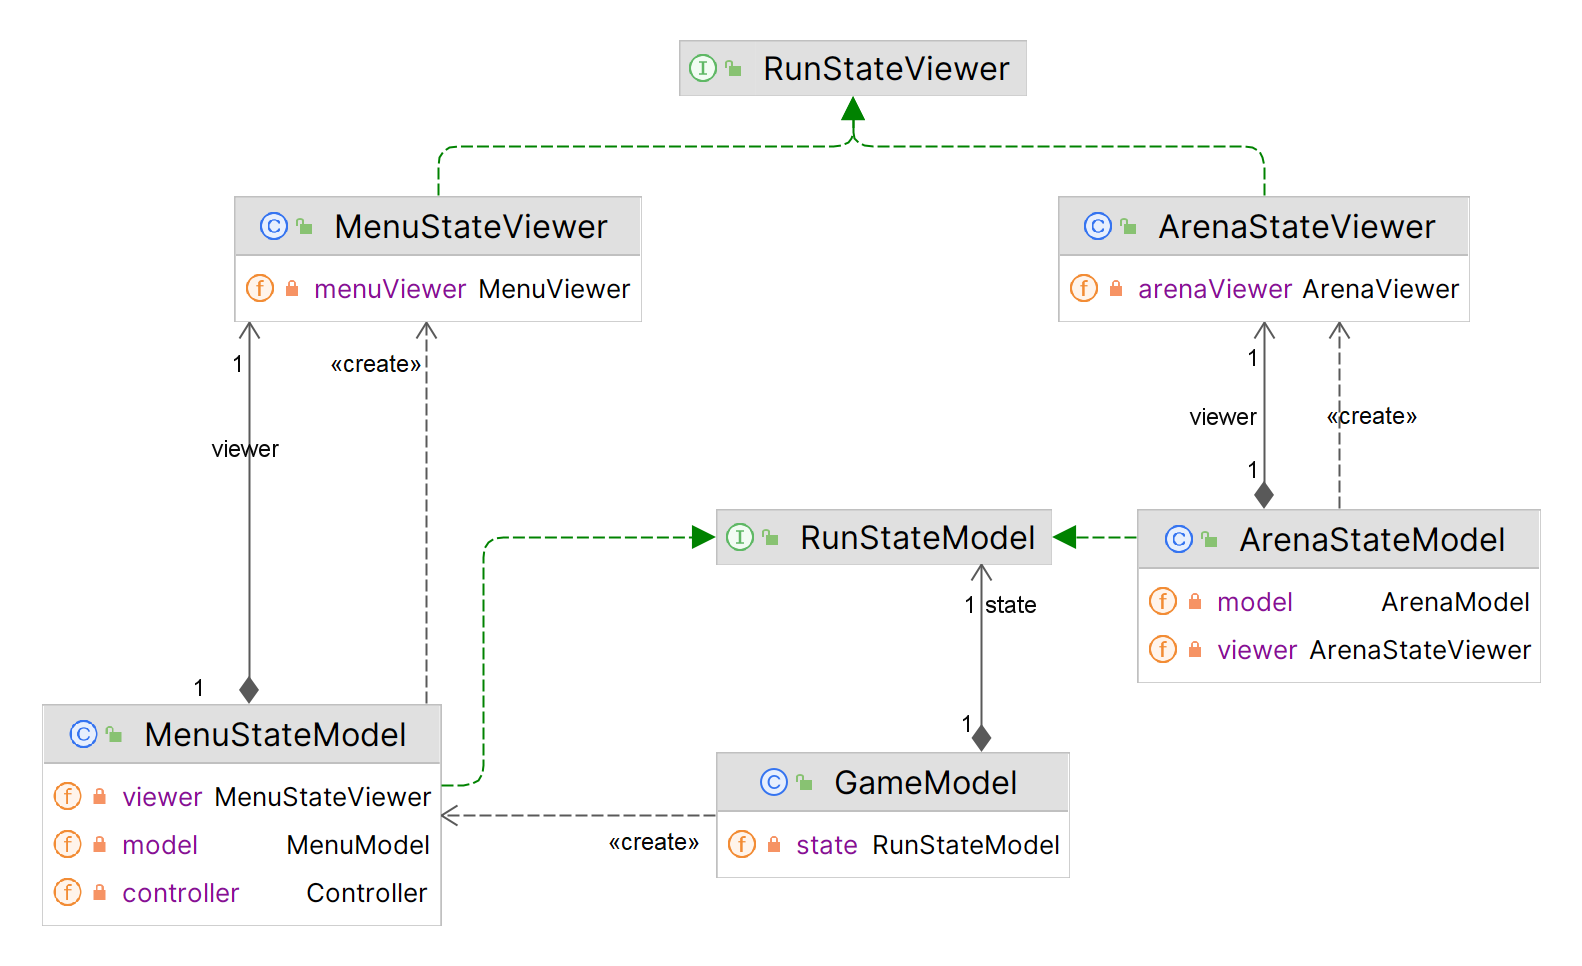 I RunStateViewer
C MenuStateViewer
f menuViewer MenuViewer
C ArenaStateViewer
f arenaViewer ArenaViewer
1
«create»
viewer
1
viewer
«create»
1
I RunStateModel
1 state
C ArenaStateModel
f model ArenaModel
f viewer ArenaStateViewer
1
C MenuStateModel
f viewer MenuStateViewer
f model MenuModel
f controller Controller
«create»
1
C GameModel
f state RunStateModel